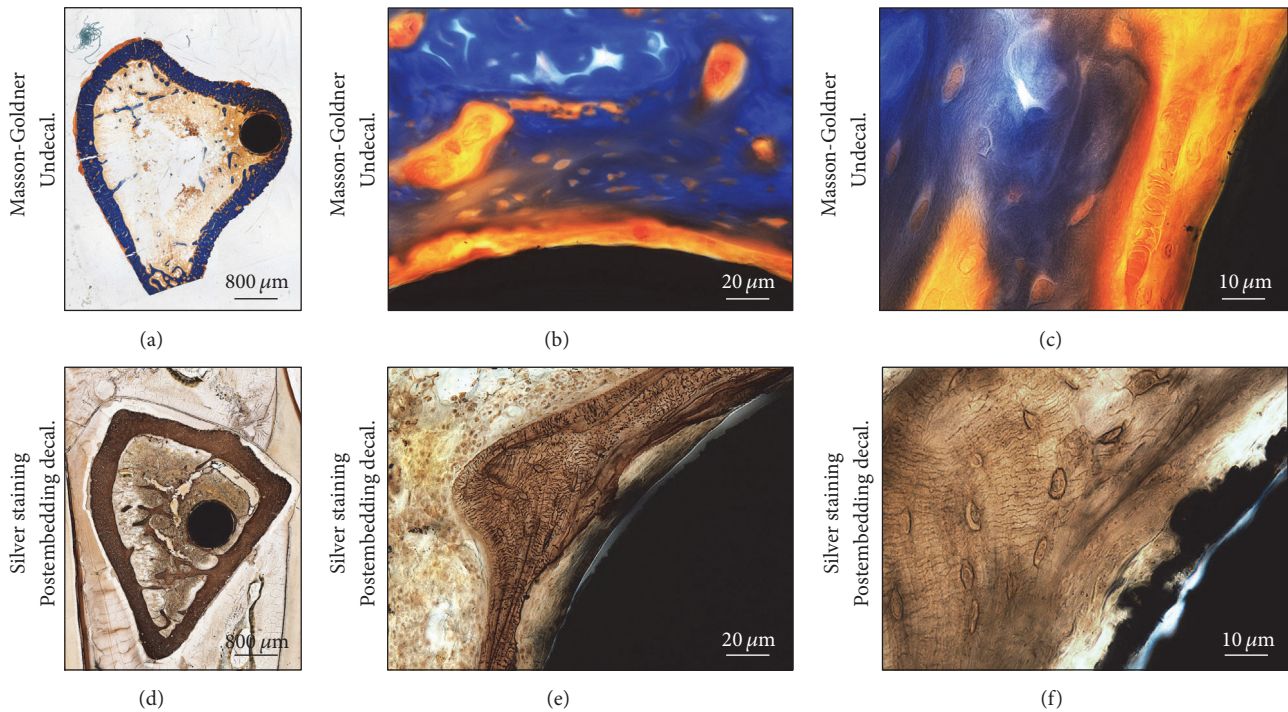 Masson-Goldner
Undecal.
800 μm
(a)
Masson-Goldner
Undecal.
20 μm
(b)
Masson-Goldner
Undecal.
10 μm
(c)
Silver staining
Postembedding decal.
800 μm
(d)
Silver staining
Postembedding decal.
20 μm
(e)
Silver staining
Postembedding decal.
10 μm
(f)